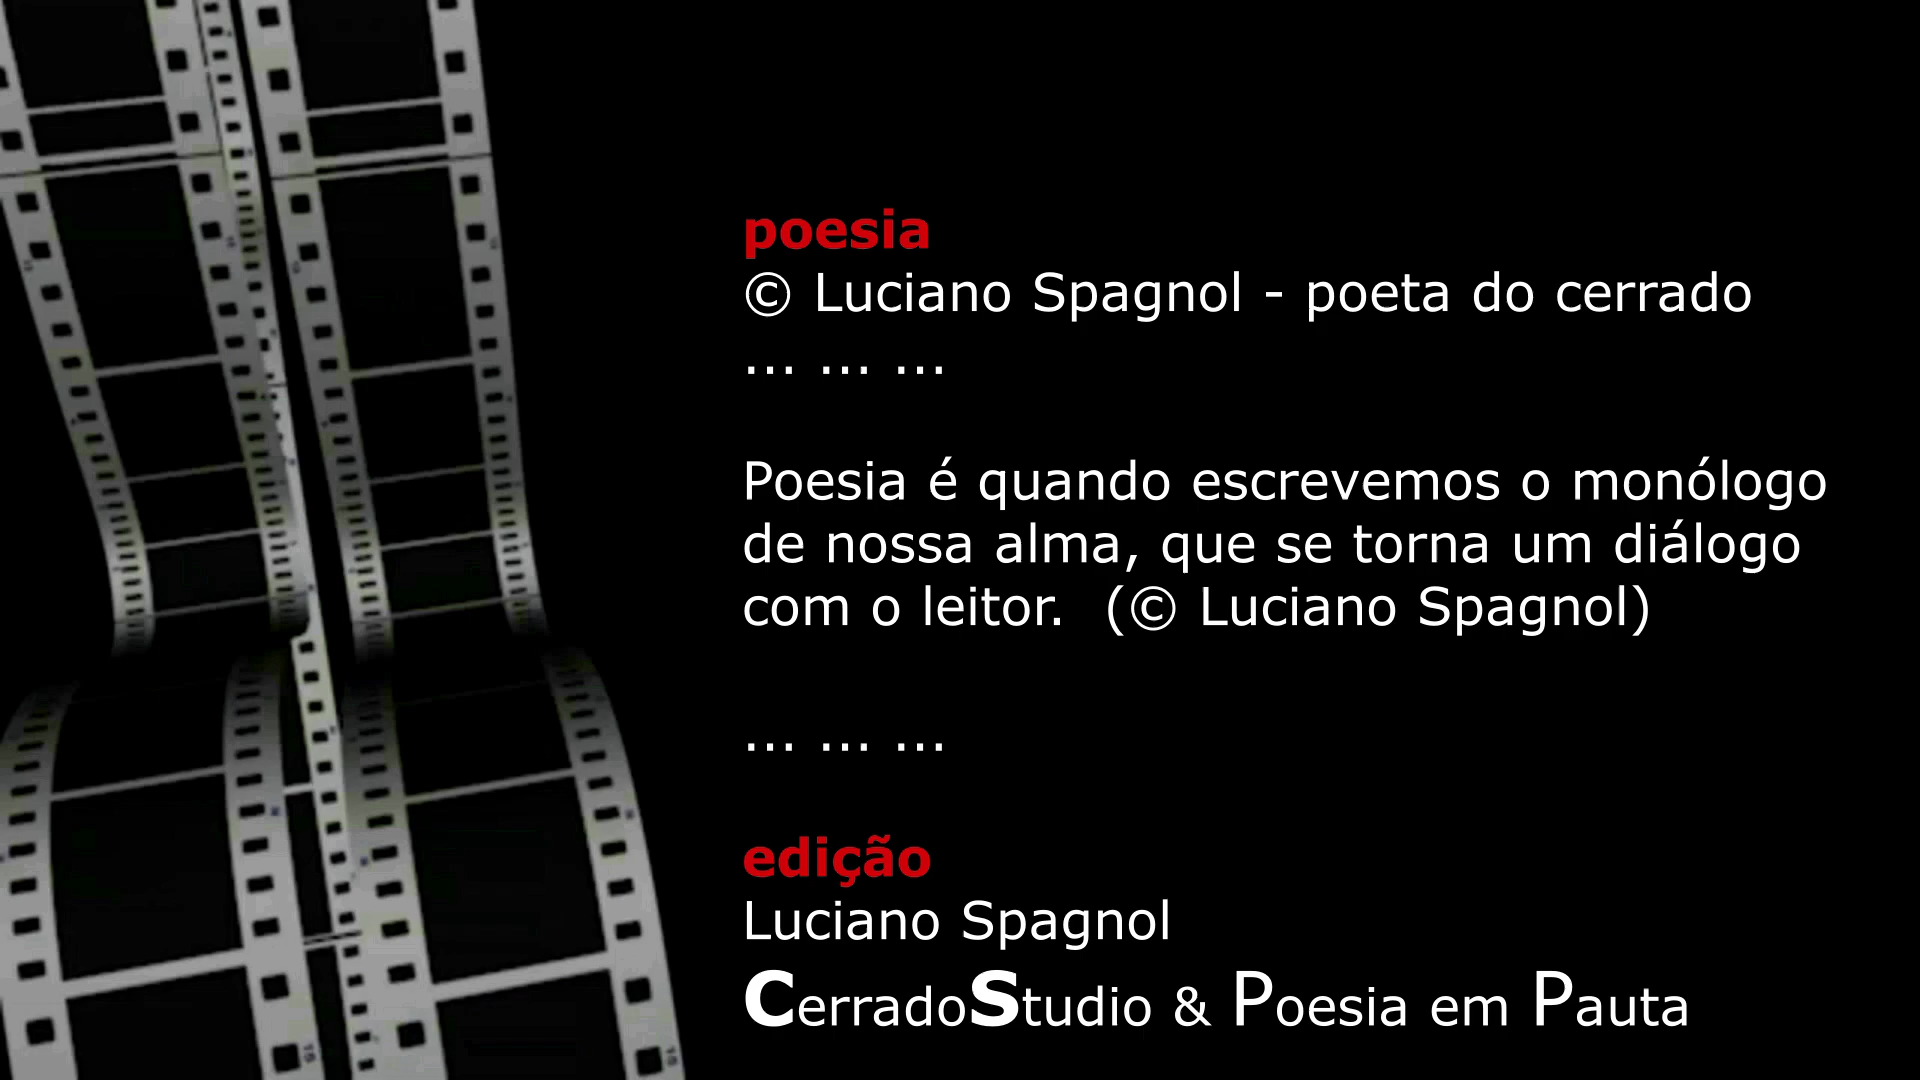 poesia
© Luciano Spagnol - poeta do cerrado
... ... ...
Poesia é quando escrevemos o monólogo
de nossa alma, que se torna um diálogo
com o leitor.  (© Luciano Spagnol)
... ... ...
edição
Luciano Spagnol
CerradoStudio & Poesia em Pauta